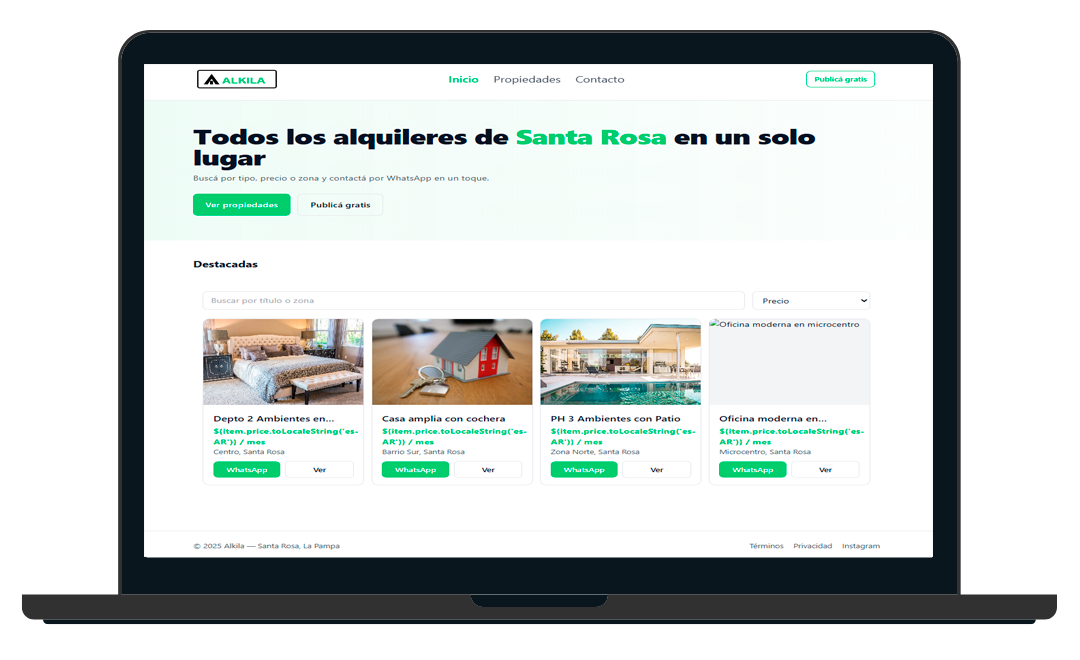 ALKILA
Inicio Propiedades Contacto
Publicá gratis
Todos los alquileres de Santa Rosa en un solo
lugar
Buscá por tipo, precio o zona y contactá por WhatsApp en un toque.
Ver propiedades Publicá gratis
Destacadas
Buscar por título o zona
Precio
Oficina moderna en microcentro
Depto 2 Ambientes en...
${item.price.toLocaleString('es-
AR')} / mes
Centro, Santa Rosa
WhatsApp Ver
Casa amplia con cochera
${item.price.toLocaleString('es-
AR')} / mes
Barrio Sur, Santa Rosa
WhatsApp Ver
PH 3 Ambientes con Patio
${item.price.toLocaleString('es-
AR')} / mes
Zona Norte, Santa Rosa
WhatsApp Ver
Oficina moderna en...
${item.price.toLocaleString('es-
AR')} / mes
Microcentro, Santa Rosa
WhatsApp Ver
© 2025 Alkila — Santa Rosa, La Pampa
Términos Privacidad Instagram